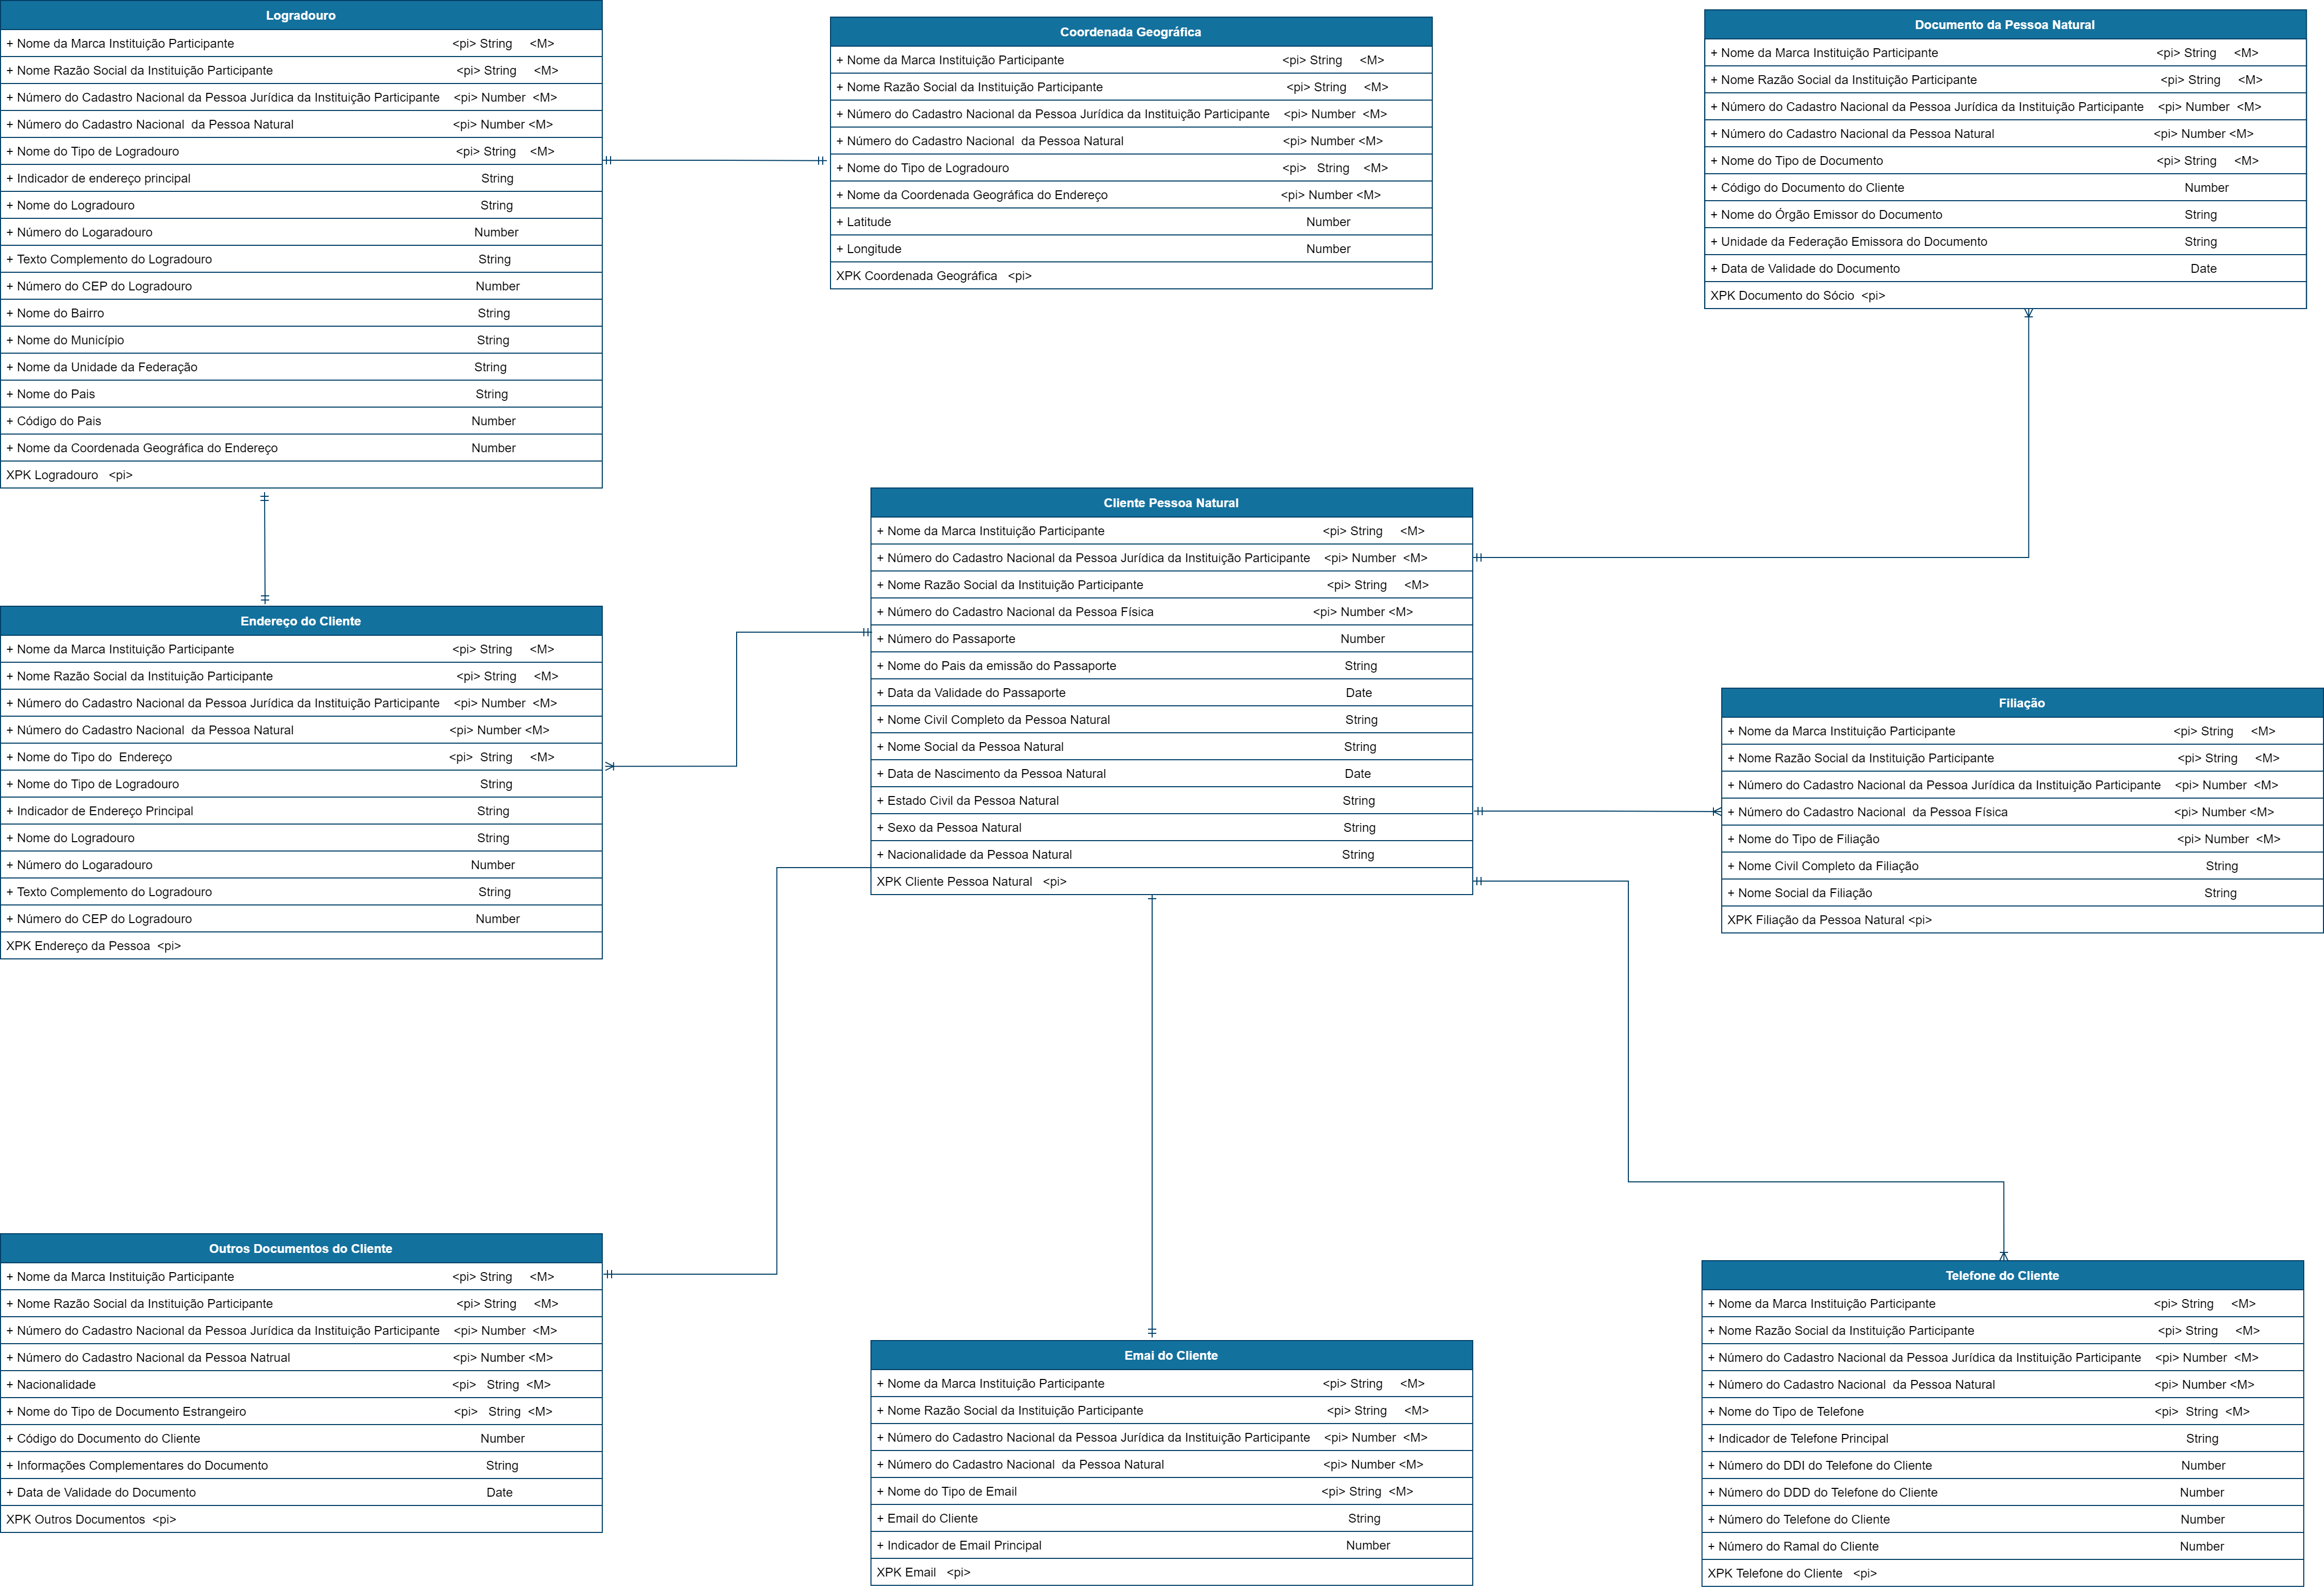 Logradouro
+ Nome da Marca Instituição Participante <pi> String <M>
+ Nome Razão Social da Instituição Participante <pi> String <M>
+ Número do Cadastro Nacional da Pessoa Jurídica da Instituição Participante <pi> Number <M>
+ Número do Cadastro Nacional da Pessoa Natural <pi> Number <M>
+ Nome do Tipo de Logradouro <pi> String <M>
+ Indicador de endereço principal String
+ Nome do Logradouro String
+ Número do Logaradouro Number
+ Texto Complemento do Logradouro String
+ Número do CEP do Logradouro Number
+ Nome do Bairro String
+ Nome do Município String
+ Nome da Unidade da Federação String
+ Nome do Pais String
+ Código do Pais Number
+ Nome da Coordenada Geográfica do Endereço Number
XPK Logradouro <pi>
Coordenada Geográfica
+ Nome da Marca Instituição Participante <pi> String <M>
+ Nome Razão Social da Instituição Participante <pi> String <M>
+ Número do Cadastro Nacional da Pessoa Jurídica da Instituição Participante <pi> Number <M>
+ Número do Cadastro Nacional da Pessoa Natural <pi> Number <M>
+ Nome do Tipo de Logradouro <pi> String <M>
+ Nome da Coordenada Geográfica do Endereço <pi> Number <M>
+ Latitude Number
+ Longitude Number
XPK Coordenada Geográfica <pi>
Documento da Pessoa Natural
+ Nome da Marca Instituição Participante <pi> String <M>
+ Nome Razão Social da Instituição Participante <pi> String <M>
+ Número do Cadastro Nacional da Pessoa Jurídica da Instituição Participante <pi> Number <M>
+ Número do Cadastro Nacional da Pessoa Natural <pi> Number <M>
+ Nome do Tipo de Documento <pi> String <M>
+ Código do Documento do Cliente Number
+ Nome do Órgão Emissor do Documento String
+ Unidade da Federação Emissora do Documento String
+ Data de Validade do Documento Date
XPK Documento do Sócio <pi>
Cliente Pessoa Natural
+ Nome da Marca Instituição Participante <pi> String <M>
+ Número do Cadastro Nacional da Pessoa Jurídica da Instituição Participante <pi> Number <M>
+ Nome Razão Social da Instituição Participante <pi> String <M>
+ Número do Cadastro Nacional da Pessoa Física <pi> Number <M>
+ Número do Passaporte Number
+ Nome do Pais da emissão do Passaporte String
+ Data da Validade do Passaporte Date
+ Nome Civil Completo da Pessoa Natural String
+ Nome Social da Pessoa Natural String
+ Data de Nascimento da Pessoa Natural Date
+ Estado Civil da Pessoa Natural String
+ Sexo da Pessoa Natural String
+ Nacionalidade da Pessoa Natural String
XPK Cliente Pessoa Natural <pi>
Endereço do Cliente
+ Nome da Marca Instituição Participante <pi> String <M>
+ Nome Razão Social da Instituição Participante <pi> String <M>
+ Número do Cadastro Nacional da Pessoa Jurídica da Instituição Participante <pi> Number <M>
+ Número do Cadastro Nacional da Pessoa Natural <pi> Number <M>
+ Nome do Tipo do Endereço <pi> String <M>
+ Nome do Tipo de Logradouro String
+ Indicador de Endereço Principal String
+ Nome do Logradouro String
+ Número do Logaradouro Number
+ Texto Complemento do Logradouro String
+ Número do CEP do Logradouro Number
XPK Endereço da Pessoa <pi>
Filiação
+ Nome da Marca Instituição Participante <pi> String <M>
+ Nome Razão Social da Instituição Participante <pi> String <M>
+ Número do Cadastro Nacional da Pessoa Jurídica da Instituição Participante <pi> Number <M>
+ Número do Cadastro Nacional da Pessoa Física <pi> Number <M>
+ Nome do Tipo de Filiação <pi> Number <M>
+ Nome Civil Completo da Filiação String
+ Nome Social da Filiação String
XPK Filiação da Pessoa Natural <pi>
Outros Documentos do Cliente
+ Nome da Marca Instituição Participante <pi> String <M>
+ Nome Razão Social da Instituição Participante <pi> String <M>
+ Número do Cadastro Nacional da Pessoa Jurídica da Instituição Participante <pi> Number <M>
+ Número do Cadastro Nacional da Pessoa Natrual <pi> Number <M>
+ Nacionalidade <pi> String <M>
+ Nome do Tipo de Documento Estrangeiro <pi> String <M>
+ Código do Documento do Cliente Number
+ Informações Complementares do Documento String
+ Data de Validade do Documento Date
XPK Outros Documentos <pi>
Emai do Cliente
+ Nome da Marca Instituição Participante <pi> String <M>
+ Nome Razão Social da Instituição Participante <pi> String <M>
+ Número do Cadastro Nacional da Pessoa Jurídica da Instituição Participante <pi> Number <M>
+ Número do Cadastro Nacional da Pessoa Natural <pi> Number <M>
+ Nome do Tipo de Email <pi> String <M>
+ Email do Cliente String
+ Indicador de Email Principal Number
XPK Email <pi>
Telefone do Cliente
+ Nome da Marca Instituição Participante <pi> String <M>
+ Nome Razão Social da Instituição Participante <pi> String <M>
+ Número do Cadastro Nacional da Pessoa Jurídica da Instituição Participante <pi> Number <M>
+ Número do Cadastro Nacional da Pessoa Natural <pi> Number <M>
+ Nome do Tipo de Telefone <pi> String <M>
+ Indicador de Telefone Principal String
+ Número do DDI do Telefone do Cliente Number
+ Número do DDD do Telefone do Cliente Number
+ Número do Telefone do Cliente Number
+ Número do Ramal do Cliente Number
XPK Telefone do Cliente <pi>